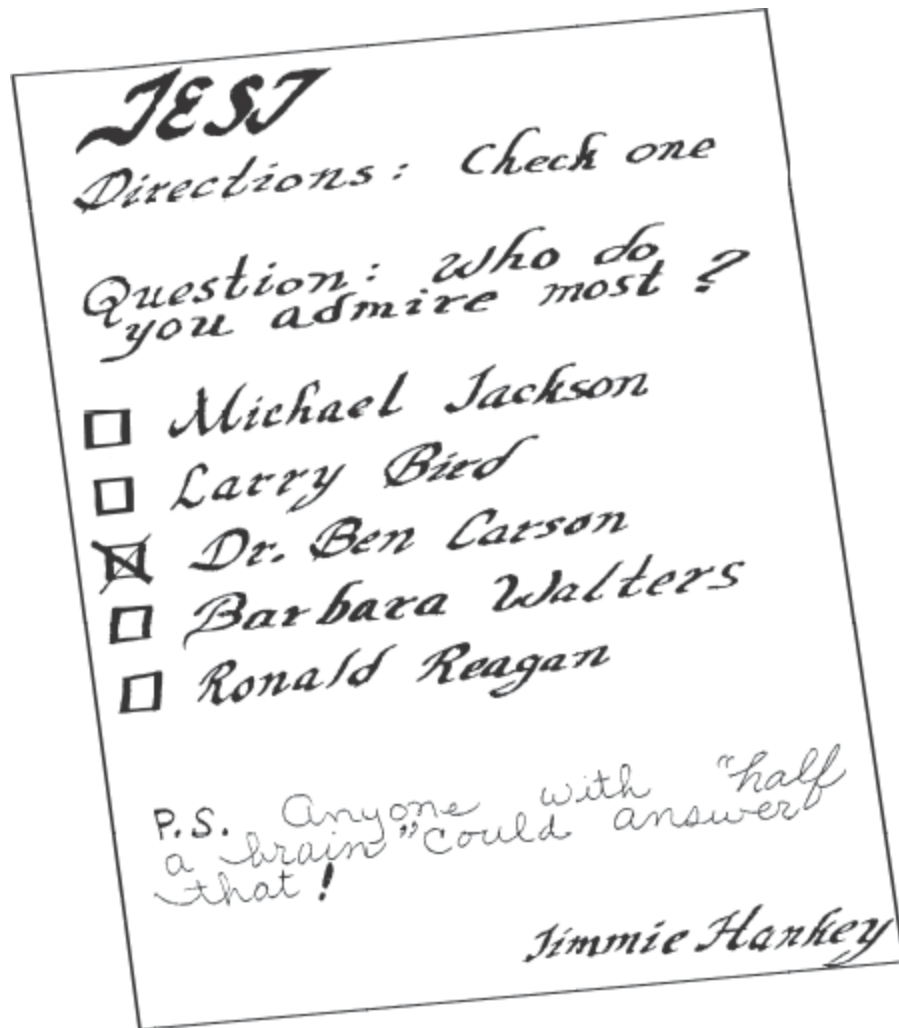 TEST
Directions: Check one
Question: Who do
you admire most?
Michael Jackson
Larry Bird
Dr. Ben Carson
Barbara Walters
Ronald Reagan
P.S. Anyone with "half
a brain" could answer
that!
Jimmie Hankey